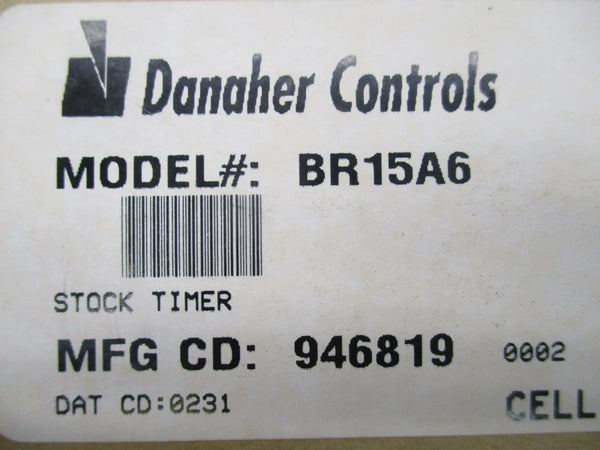 Danaher Controls
MODEL#: BR15A6
STOCK TIMER
MFG CD: 946819 0002
DAT CD:0231
CELL